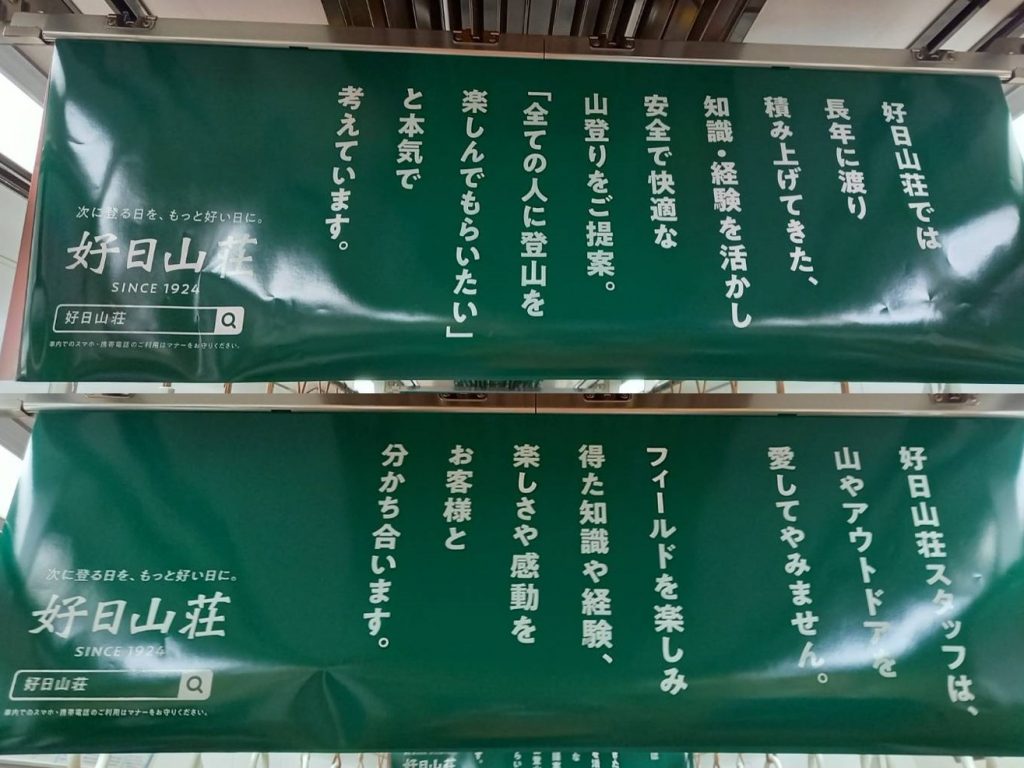 好日山荘では
長年に渡り
積み上げてきた、
知識・経験を活かし
安全で快適な
山登りをご提案。
「全ての人に登山を
楽しんでもらいたい」
と本気で
考えています。
次に登る日を、もっと好い日に。
好日山荘
SINCE 1924
好日山荘
車内でのスマホ・携帯電話のご利用はマナーをお守りください。
好日山荘スタッフは、
山やアウトドアを
愛してやみません。
フィールドを楽しみ
得た知識や経験、
楽しさや感動を
お客様と
分かち合います。
次に登る日を、もっと好い日に。
好日山荘
SINCE 1924
好日山荘
車内でのスマホ・携帯電話のご利用はマナーをお守りください。